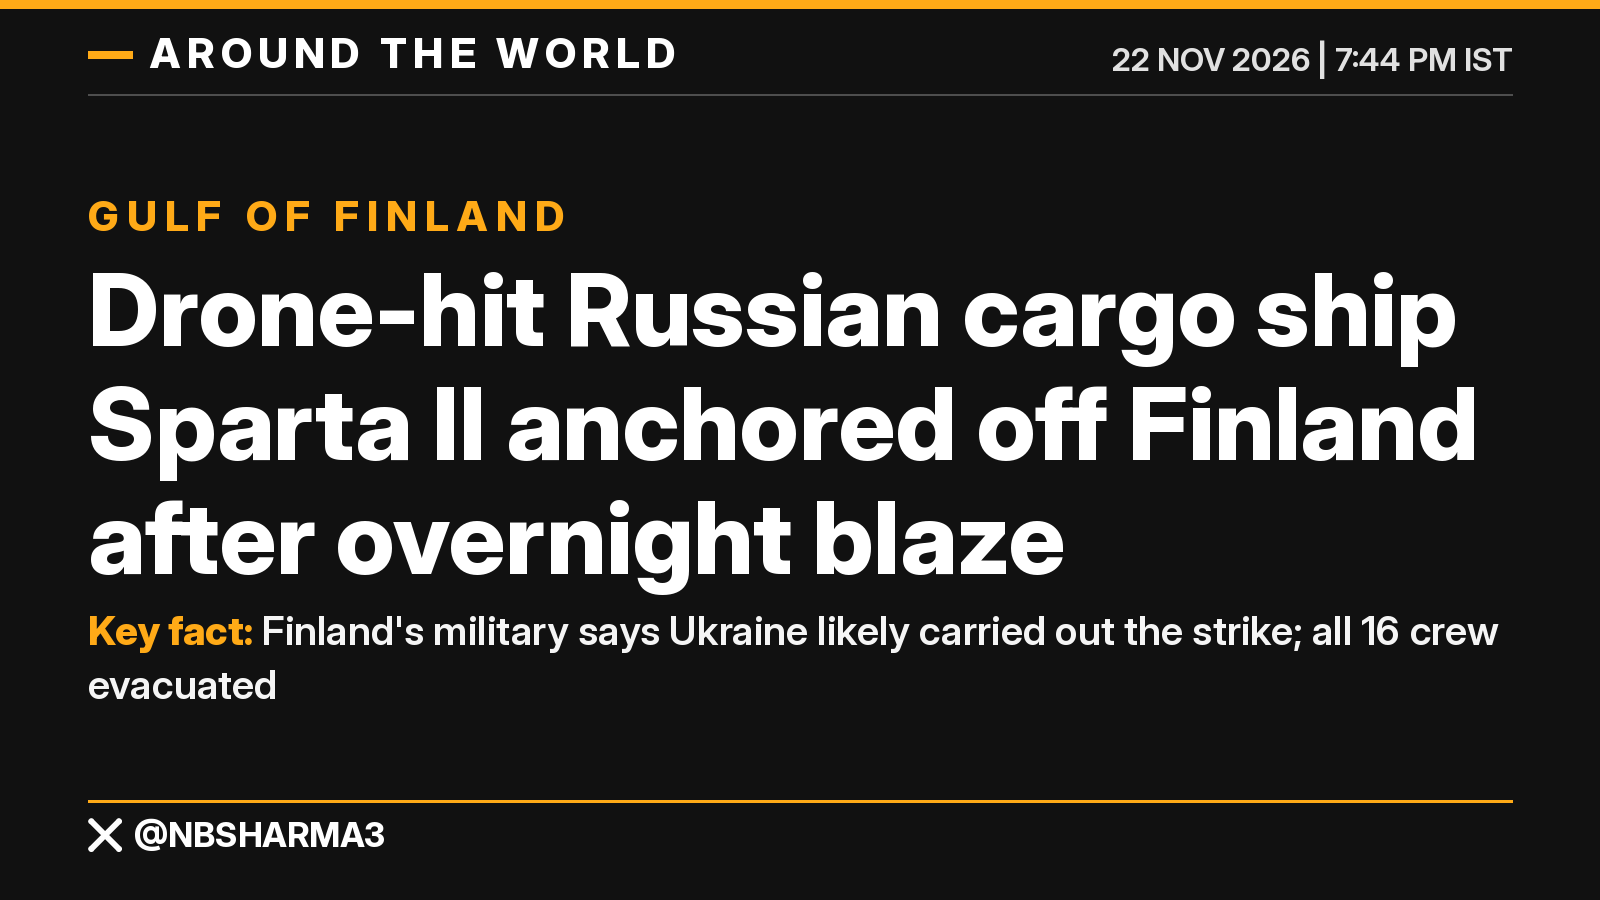 AROUND THE WORLD
22 NOV 2026 | 7:44 PM IST
GULF OF FINLAND
Drone-hit Russian cargo ship
Sparta II anchored off Finland
after overnight blaze
Key fact: Finland's military says Ukraine likely carried out the strike; all 16 crew
evacuated
@NBSHARMA3